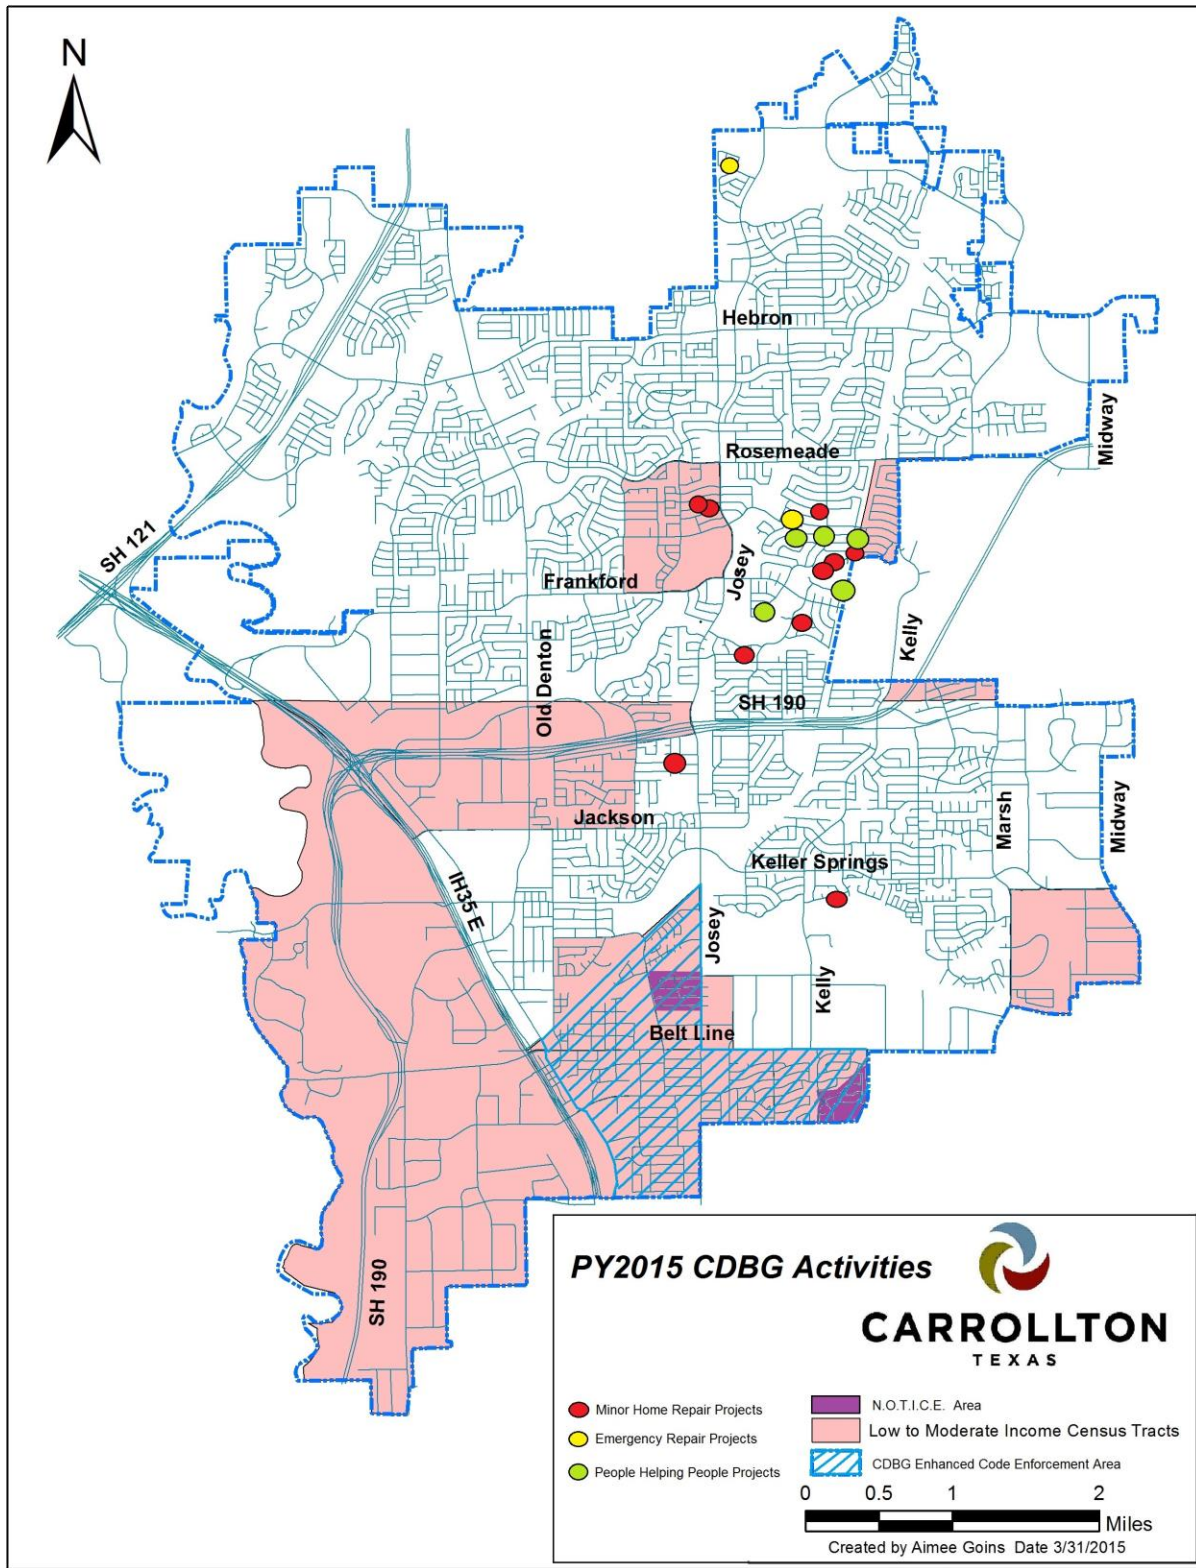 N
Hebron
Midway
Rosemeade
SH 121
Frankford
Josey
Kelly
Old Denton
SH 190
Jackson
Marsh
Midway
Keller Springs
IH35 E
Josey
Kelly
Belt Line
SH 190
PY2015 CDBG Activities
CARROLLTON
TEXAS
Minor Home Repair Projects
Emergency Repair Projects
People Helping People Projects
N.O.T.I.C.E. Area
Low to Moderate Income Census Tracts
CDBG Enhanced Code Enforcement Area
0 0.5 1 2
Miles
Created by Aimee Goins Date 3/31/2015